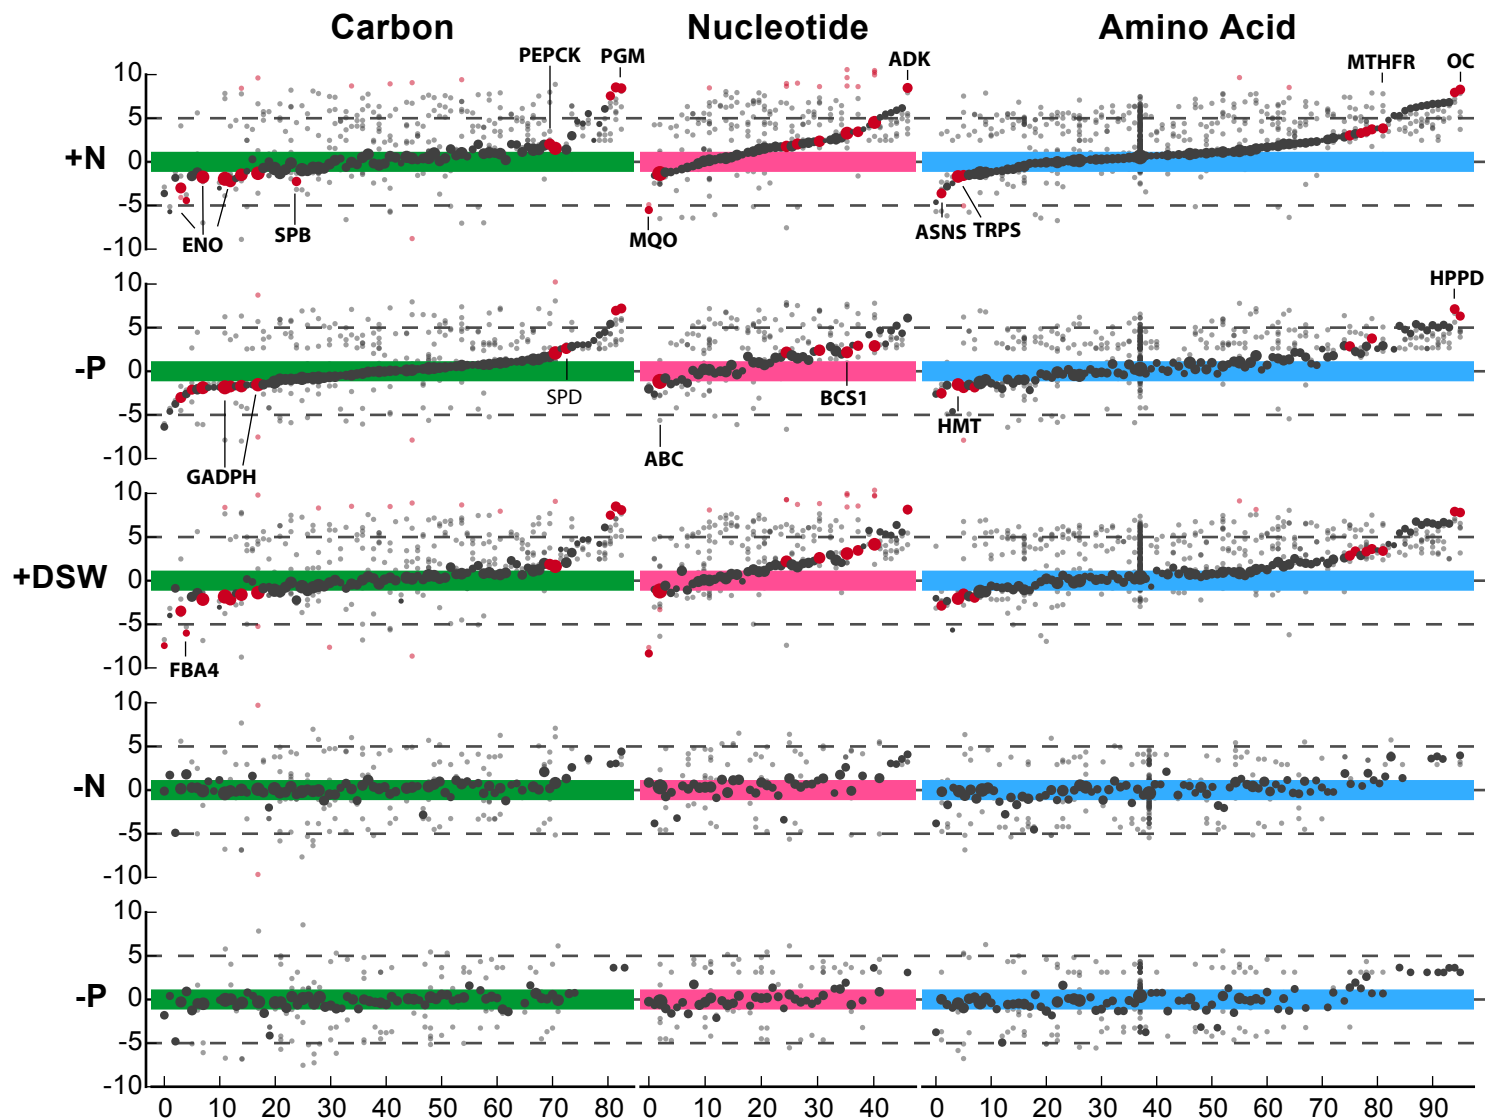 Carbon Nucleotide Amino Acid
PEPCK PGM ADK MTHFR OC
10
5
+N 0
-5
-10
ENO SPB MQO ASNS TRPS
10
5
-P 0
-5
-10
HPPD
SPD BCS1
HMT
GADPH ABC
10
5
+DSW 0
-5
-10
FBA4
10
5
-N 0
-5
-10
10
5
-P 0
-5
-10
0 10 20 30 40 50 60 70 80 0 20 40 0 10 20 30 40 50 60 70 80 90